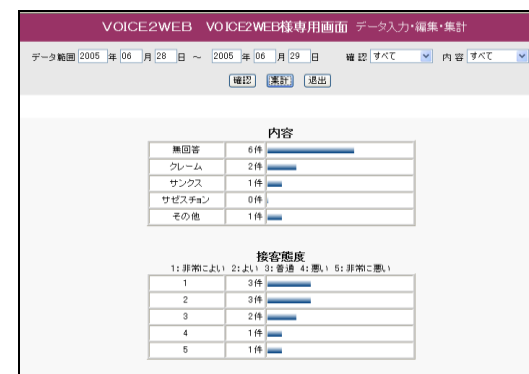 VOICE2WEB VOICE2WEB様専用画面 データ入力・編集・集計
データ範囲 2005 年 06 月 28 日 ～ 2005 年 06 月 29 日 確認 すべて 内容 すべて
確認 集計 退出
内容
無回答 6件
クレーム 2件
サンクス 1件
サゼスチョン 0件
その他 1件
接客態度
1:非常によい 2:よい 3:普通 4:悪い 5:非常に悪い
1 3件
2 3件
3 2件
4 1件
5 1件